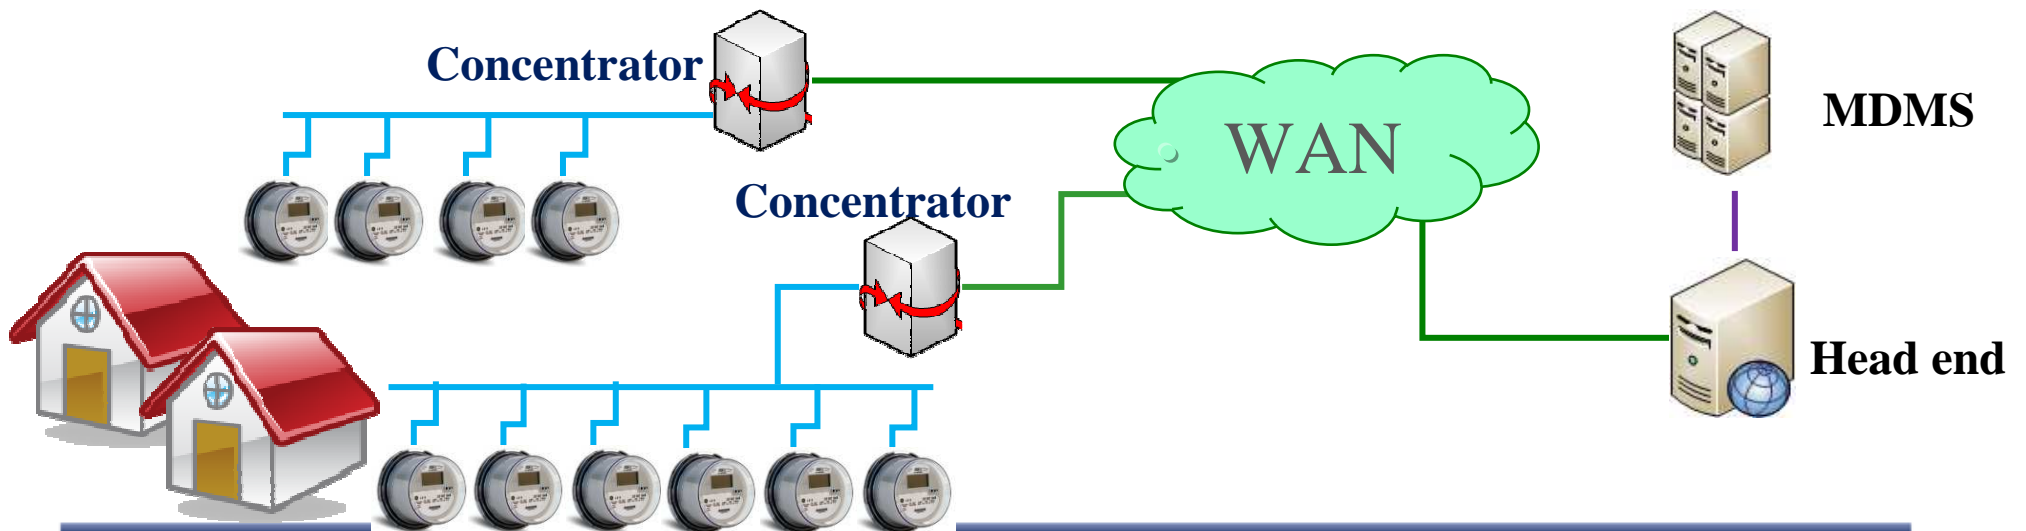 Concentrator
MDMS
WAN
Concentrator
Head end